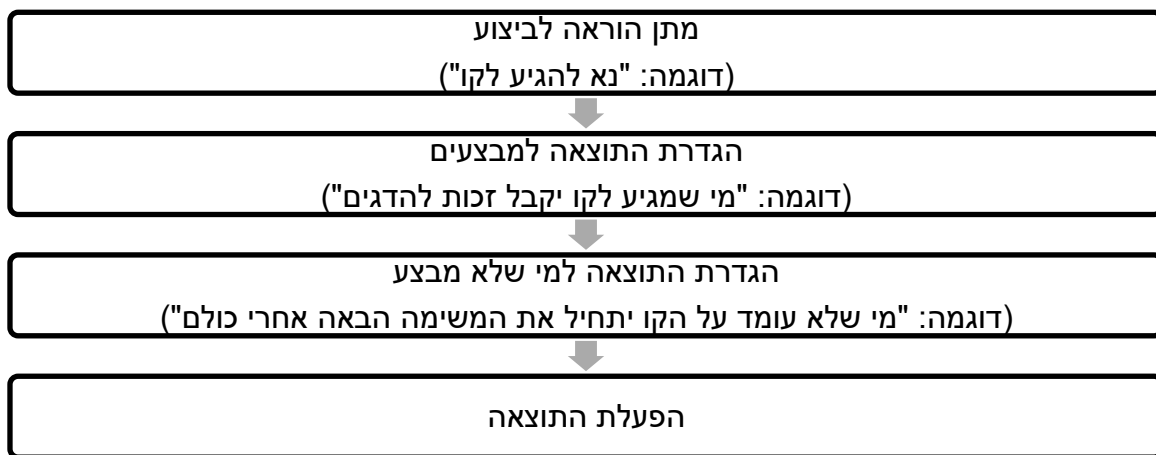 מתן הוראה לביצוע
(דוגמה: "נא להגיע לקו")
הגדרת התוצאה למבצעים
(דוגמה: "מי שמגיע לקו יקבל זכות להדגים")
הגדרת התוצאה למי שלא מבצע
(דוגמה: "מי שלא עומד על הקו יתחיל את המשימה הבאה אחרי כולם")
הפעלת התוצאה